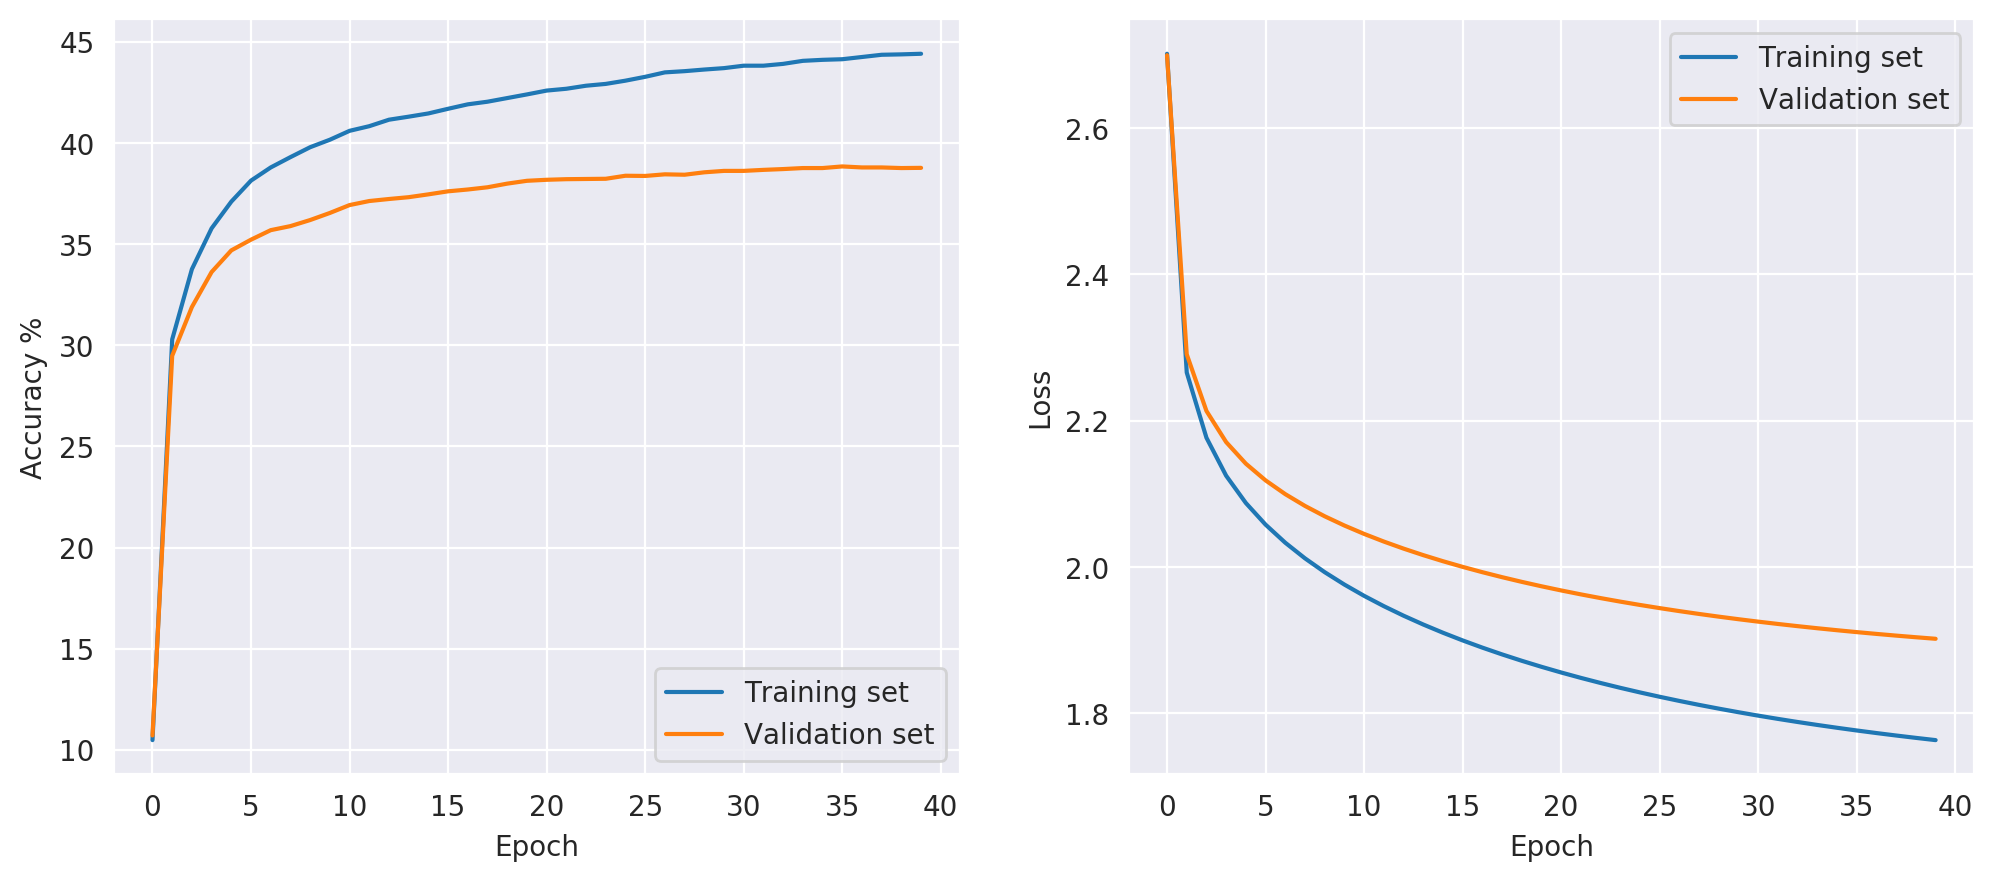 45
40
35
30
25
20
15
10
Accuracy %
Training set
Validation set
0 5 10 15 20 25 30 35 40
Epoch
Training set
Validation set
2.6
2.4
2.2
2.0
1.8
Loss
0 5 10 15 20 25 30 35 40
Epoch